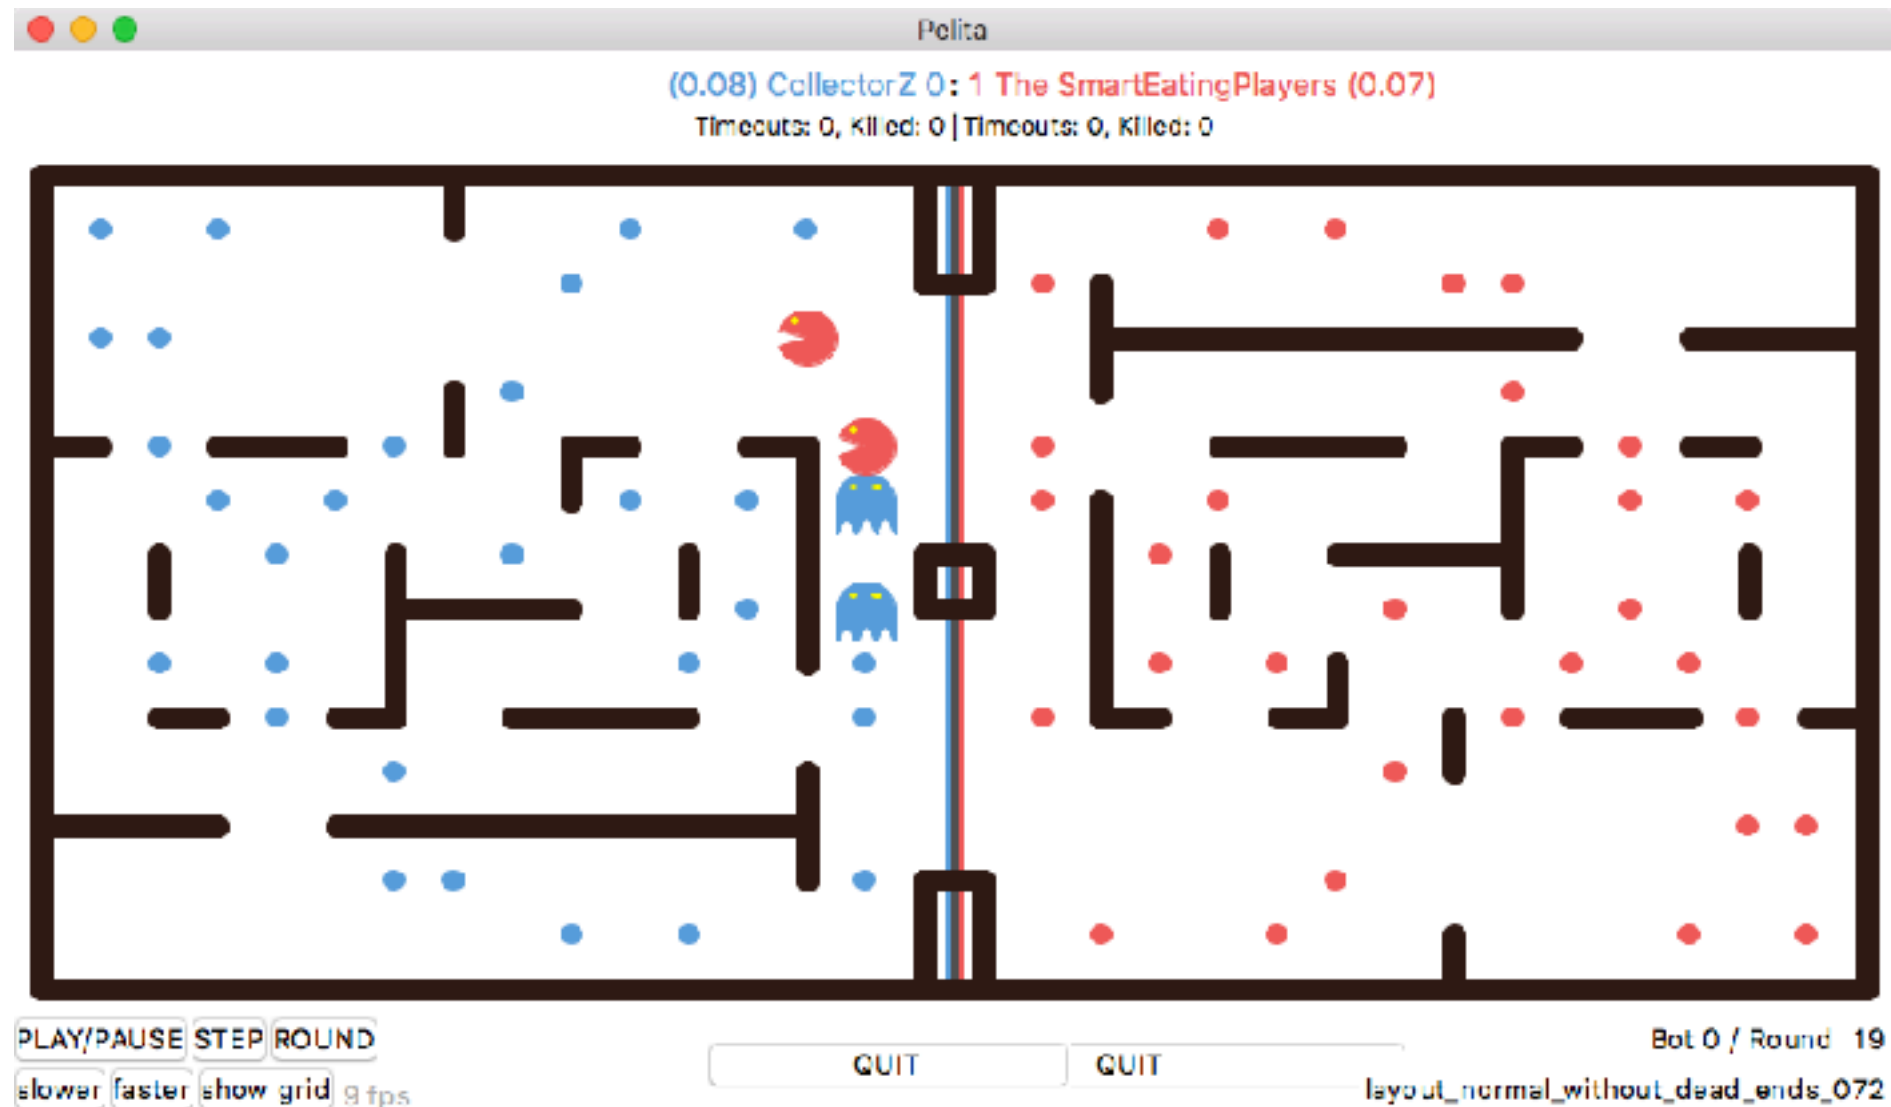 Pelita
(0.08) CollectorZ 0: 1 The SmartEatingPlayers (0.07)
Timeouts: 0, Killed: 0 | Timeouts: 0, Killed: 0
PLAY/PAUSE STEP ROUND
QUIT QUIT
Bot 0 / Round 19
slower faster show grid 9 fps
layout_normal_without_dead_ends_072